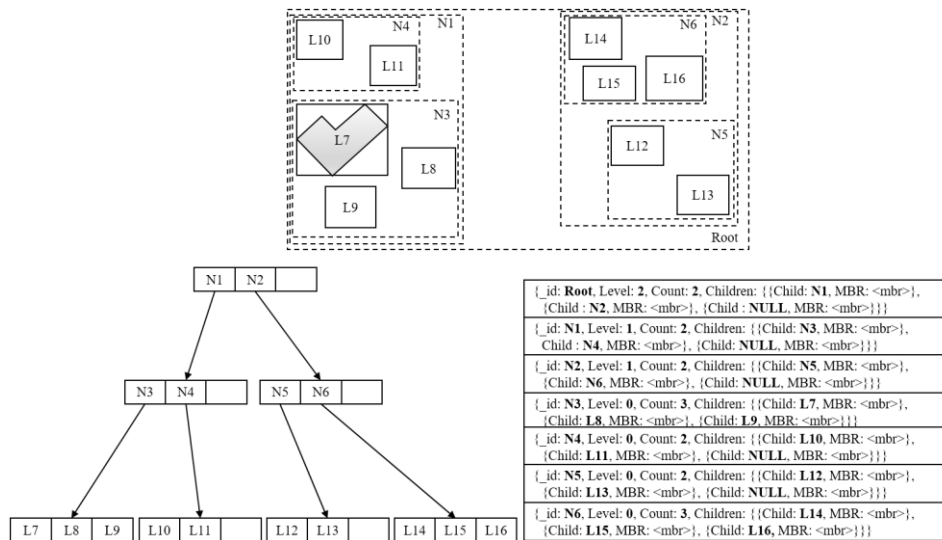 L10
N4
N1
L11
N3
L7
L8
L9
L14
N6
N2
L15
L16
N5
L12
L13
Root
N1 N2
N3 N4
N5 N6
L7 L8 L9
L10 L11
L12 L13
L14 L15 L16
{_id: Root, Level: 2, Count: 2, Children: {{Child: N1, MBR: <mbr>},
{Child : N2, MBR: <mbr>}, {Child : NULL, MBR: <mbr>}}}
{_id: N1, Level: 1, Count: 2, Children: {{Child: N3, MBR: <mbr>},
Child : N4, MBR: <mbr>}, {Child: NULL, MBR: <mbr>}}}
{_id: N2, Level: 1, Count: 2, Children: {{Child: N5, MBR: <mbr>},
{Child: N6, MBR: <mbr>}, {Child: NULL, MBR: <mbr>}}}
{_id: N3, Level: 0, Count: 3, Children: {{Child: L7, MBR: <mbr>},
{Child: L8, MBR: <mbr>}, {Child: L9, MBR: <mbr>}}}
{_id: N4, Level: 0, Count: 2, Children: {{Child: L10, MBR: <mbr>},
{Child: L11, MBR: <mbr>}, {Child: NULL, MBR: <mbr>}}}
{_id: N5, Level: 0, Count: 2, Children: {{Child: L12, MBR: <mbr>},
{Child: L13, MBR: <mbr>}, {Child: NULL, MBR: <mbr>}}}
{_id: N6, Level: 0, Count: 3, Children: {{Child: L14, MBR: <mbr>},
{Child: L15, MBR: <mbr>}, {Child: L16, MBR: <mbr>}}}